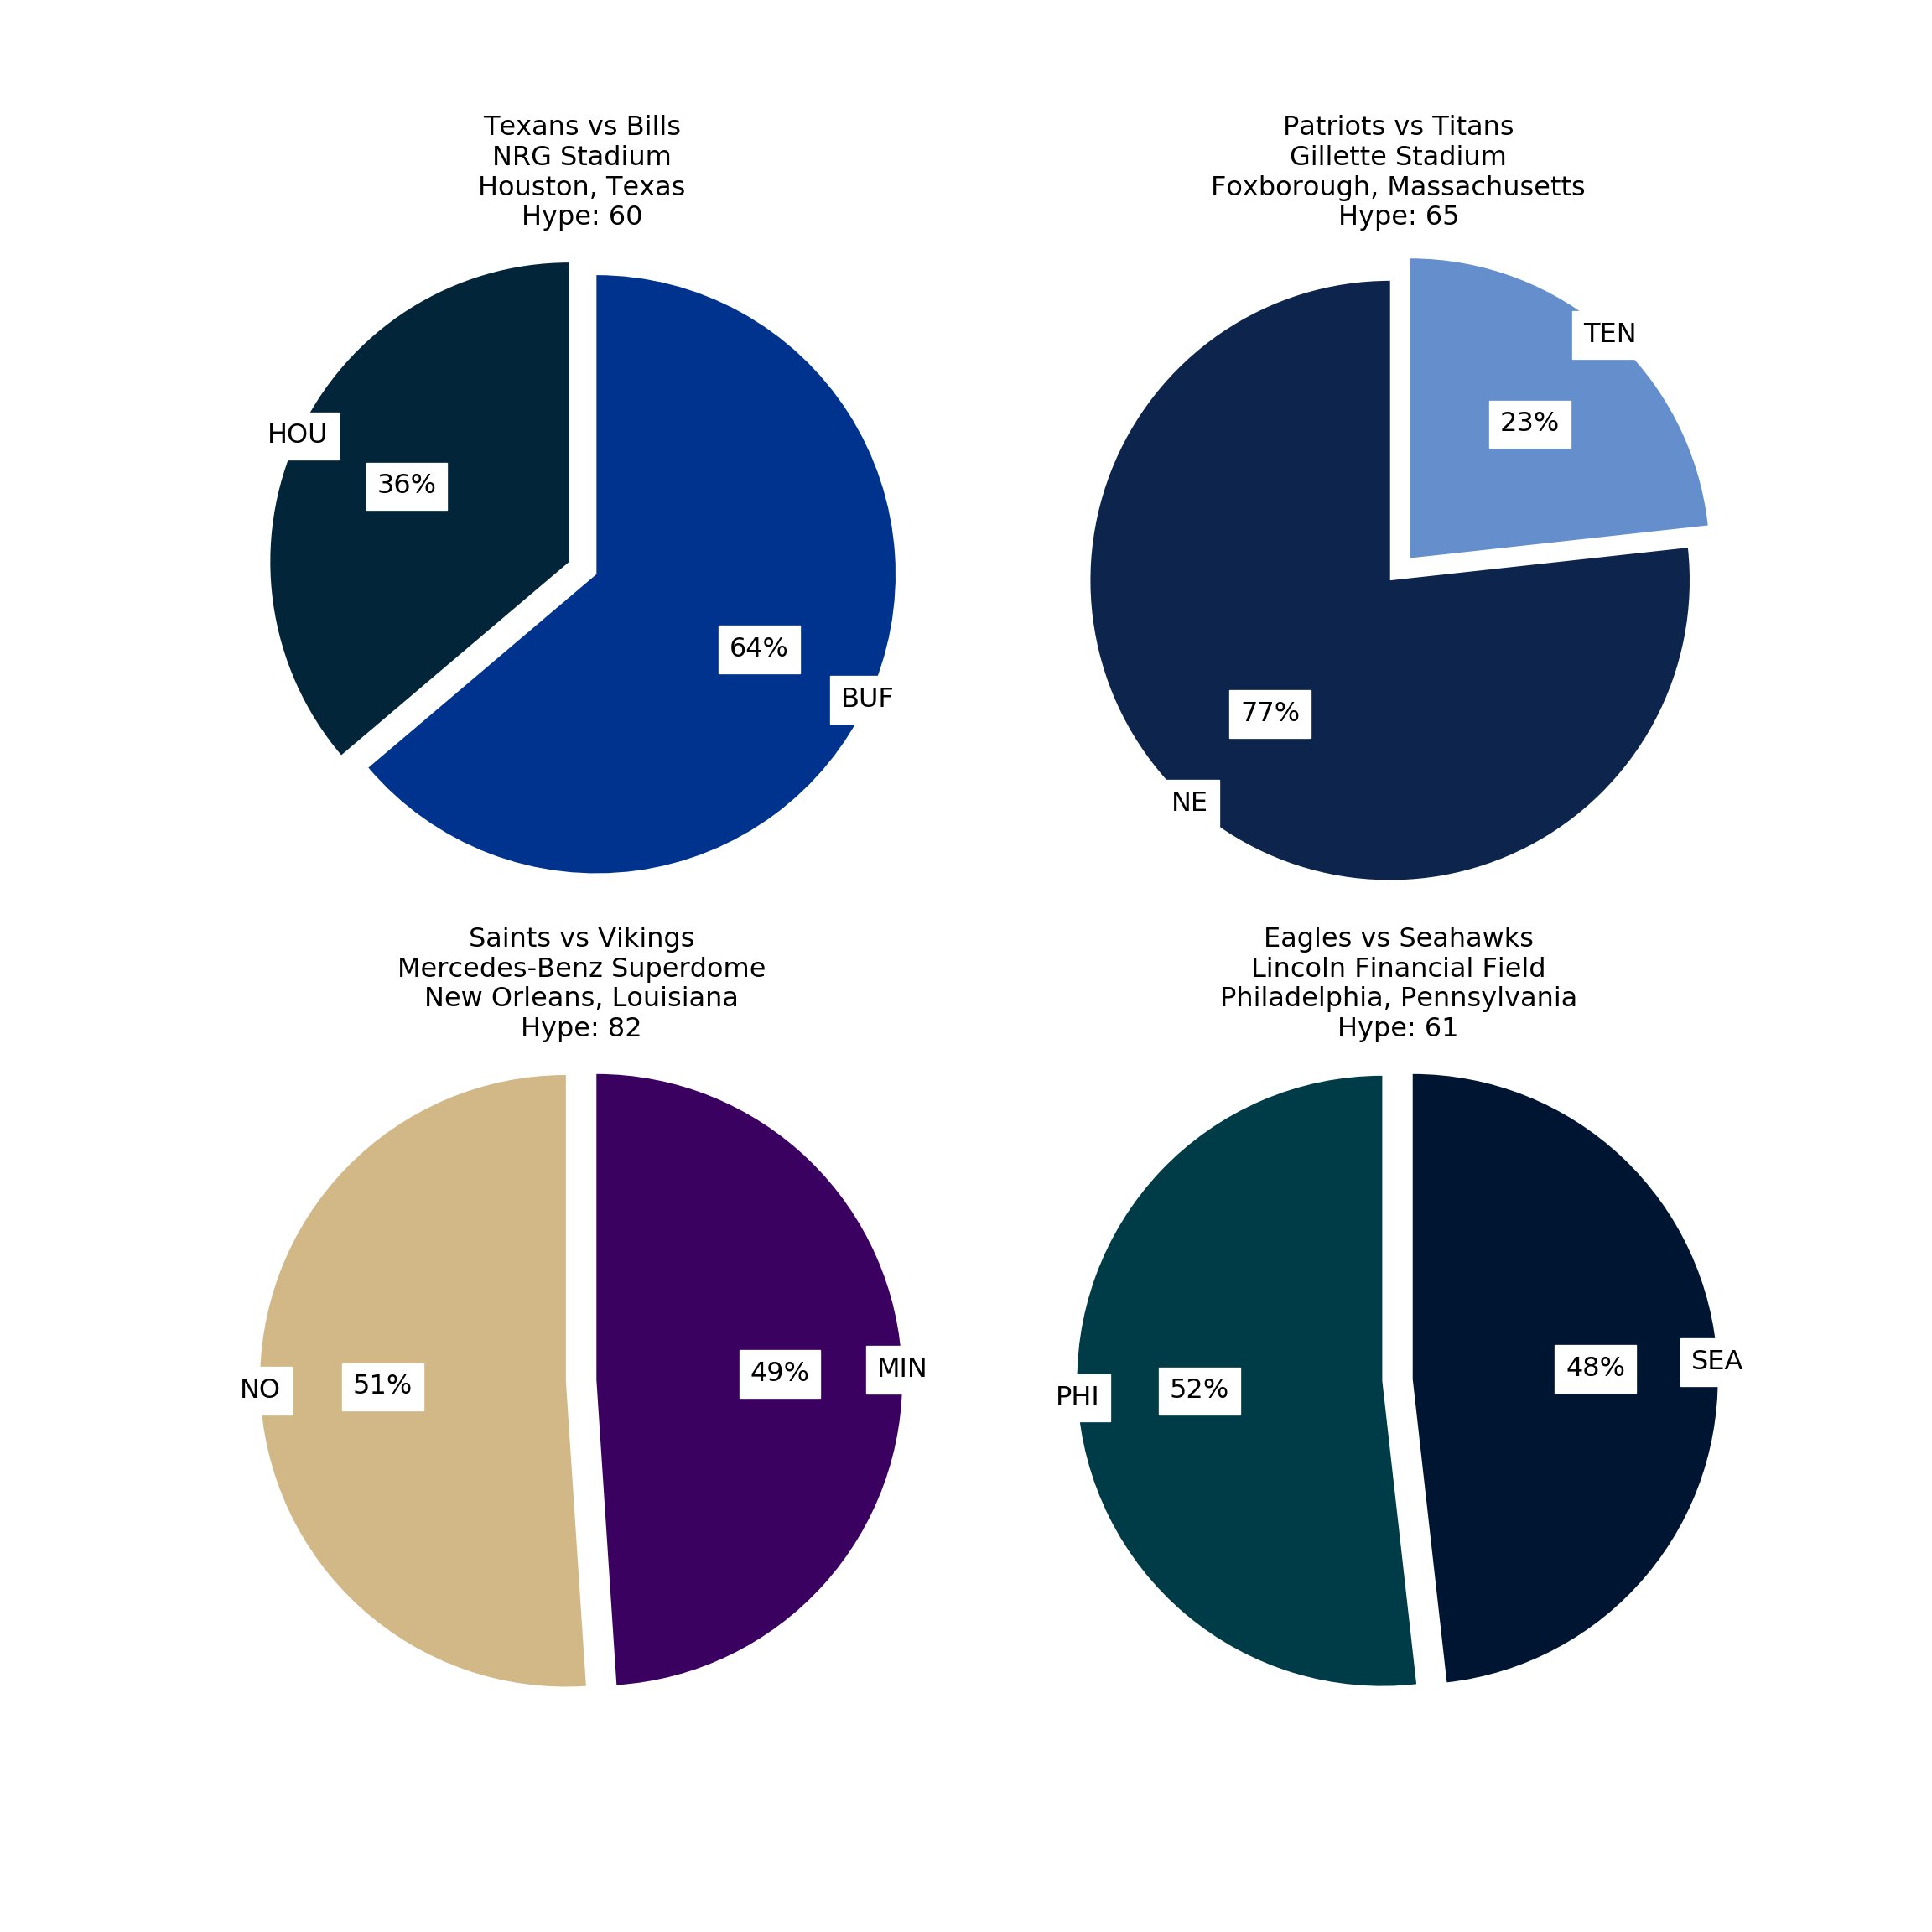 Texans vs Bills
NRG Stadium
Houston, Texas
Hype: 60
HOU
36%
64%
BUF
Patriots vs Titans
Gillette Stadium
Foxborough, Massachusetts
Hype: 65
TEN
23%
77%
NE
Saints vs Vikings
Mercedes-Benz Superdome
New Orleans, Louisiana
Hype: 82
NO
51%
49%
MIN
Eagles vs Seahawks
Lincoln Financial Field
Philadelphia, Pennsylvania
Hype: 61
PHI
52%
48%
SEA